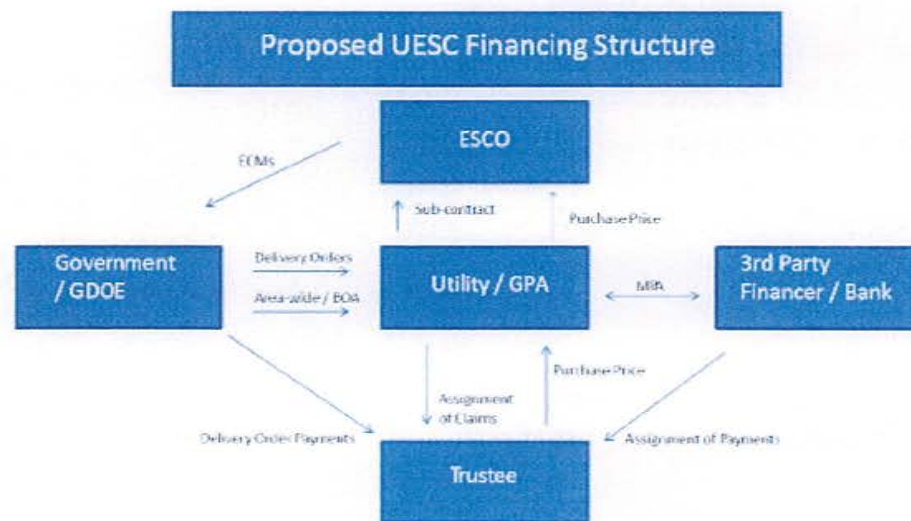 Proposed UESC Financing Structure
ESCO
ECMs
Sub-contract
Purchase Price
Government
/ GDOE
Delivery Orders
Area-wide / BOA
Utility / GPA
MPA
3rd Party
Financer / Bank
Assignment
of Claims
Purchase Price
Delivery Order Payments
Assignment of Payments
Trustee